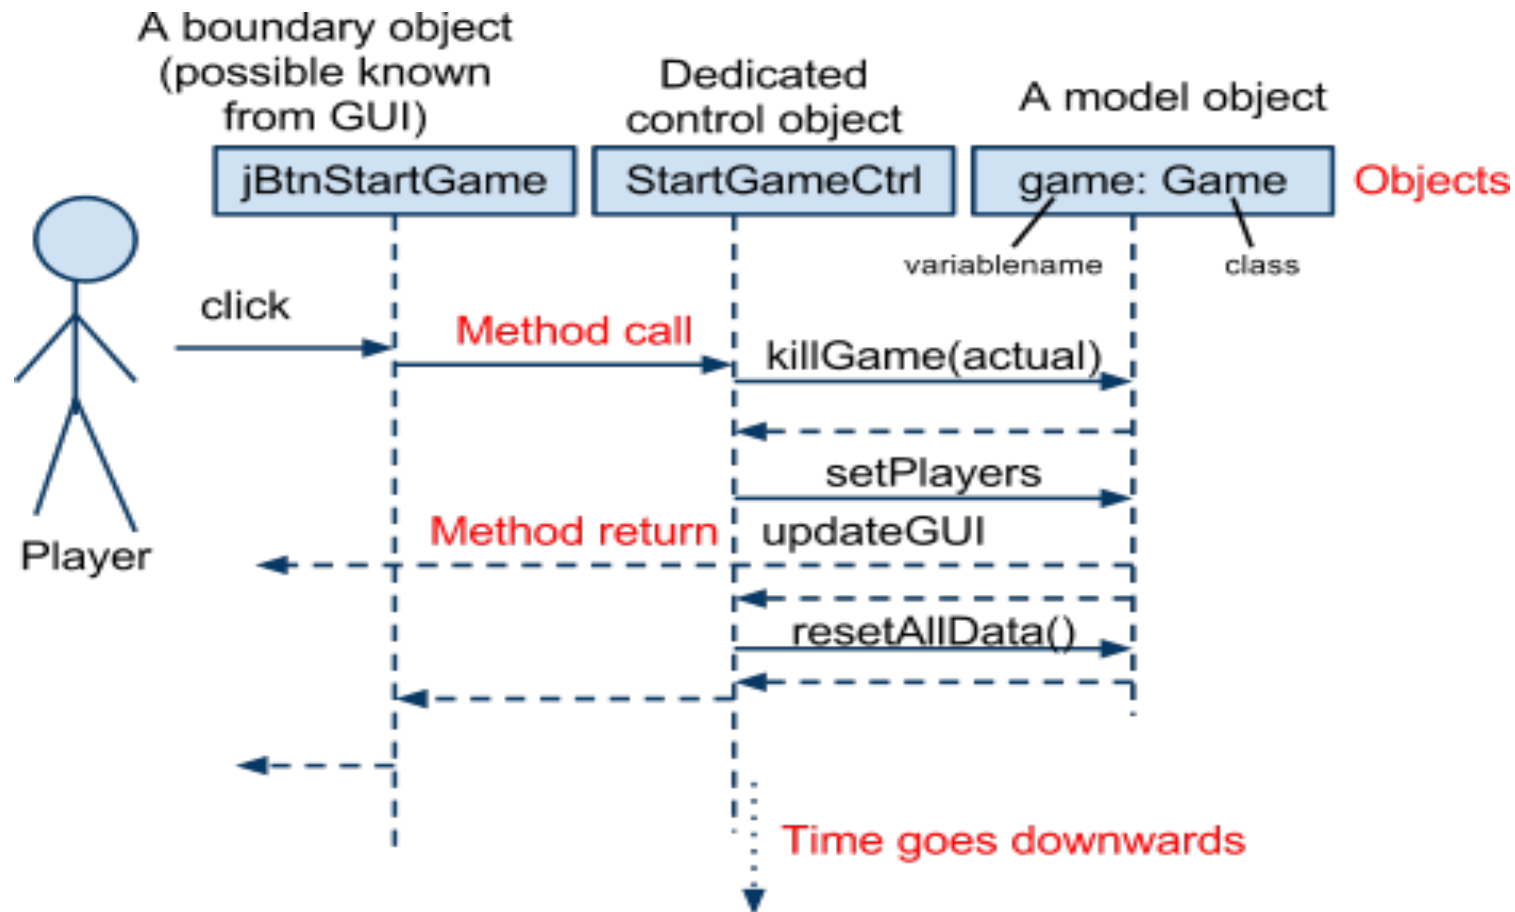 A boundary object
(possible known
from GUI)
Dedicated
control object
A model object
jBtnStartGame
StartGameCtrl
game: Game
Objects
variablename
class
click
Method call
killGame(actual)
setPlayers
Method return
updateGUI
Player
resetAllData()
Time goes downwards